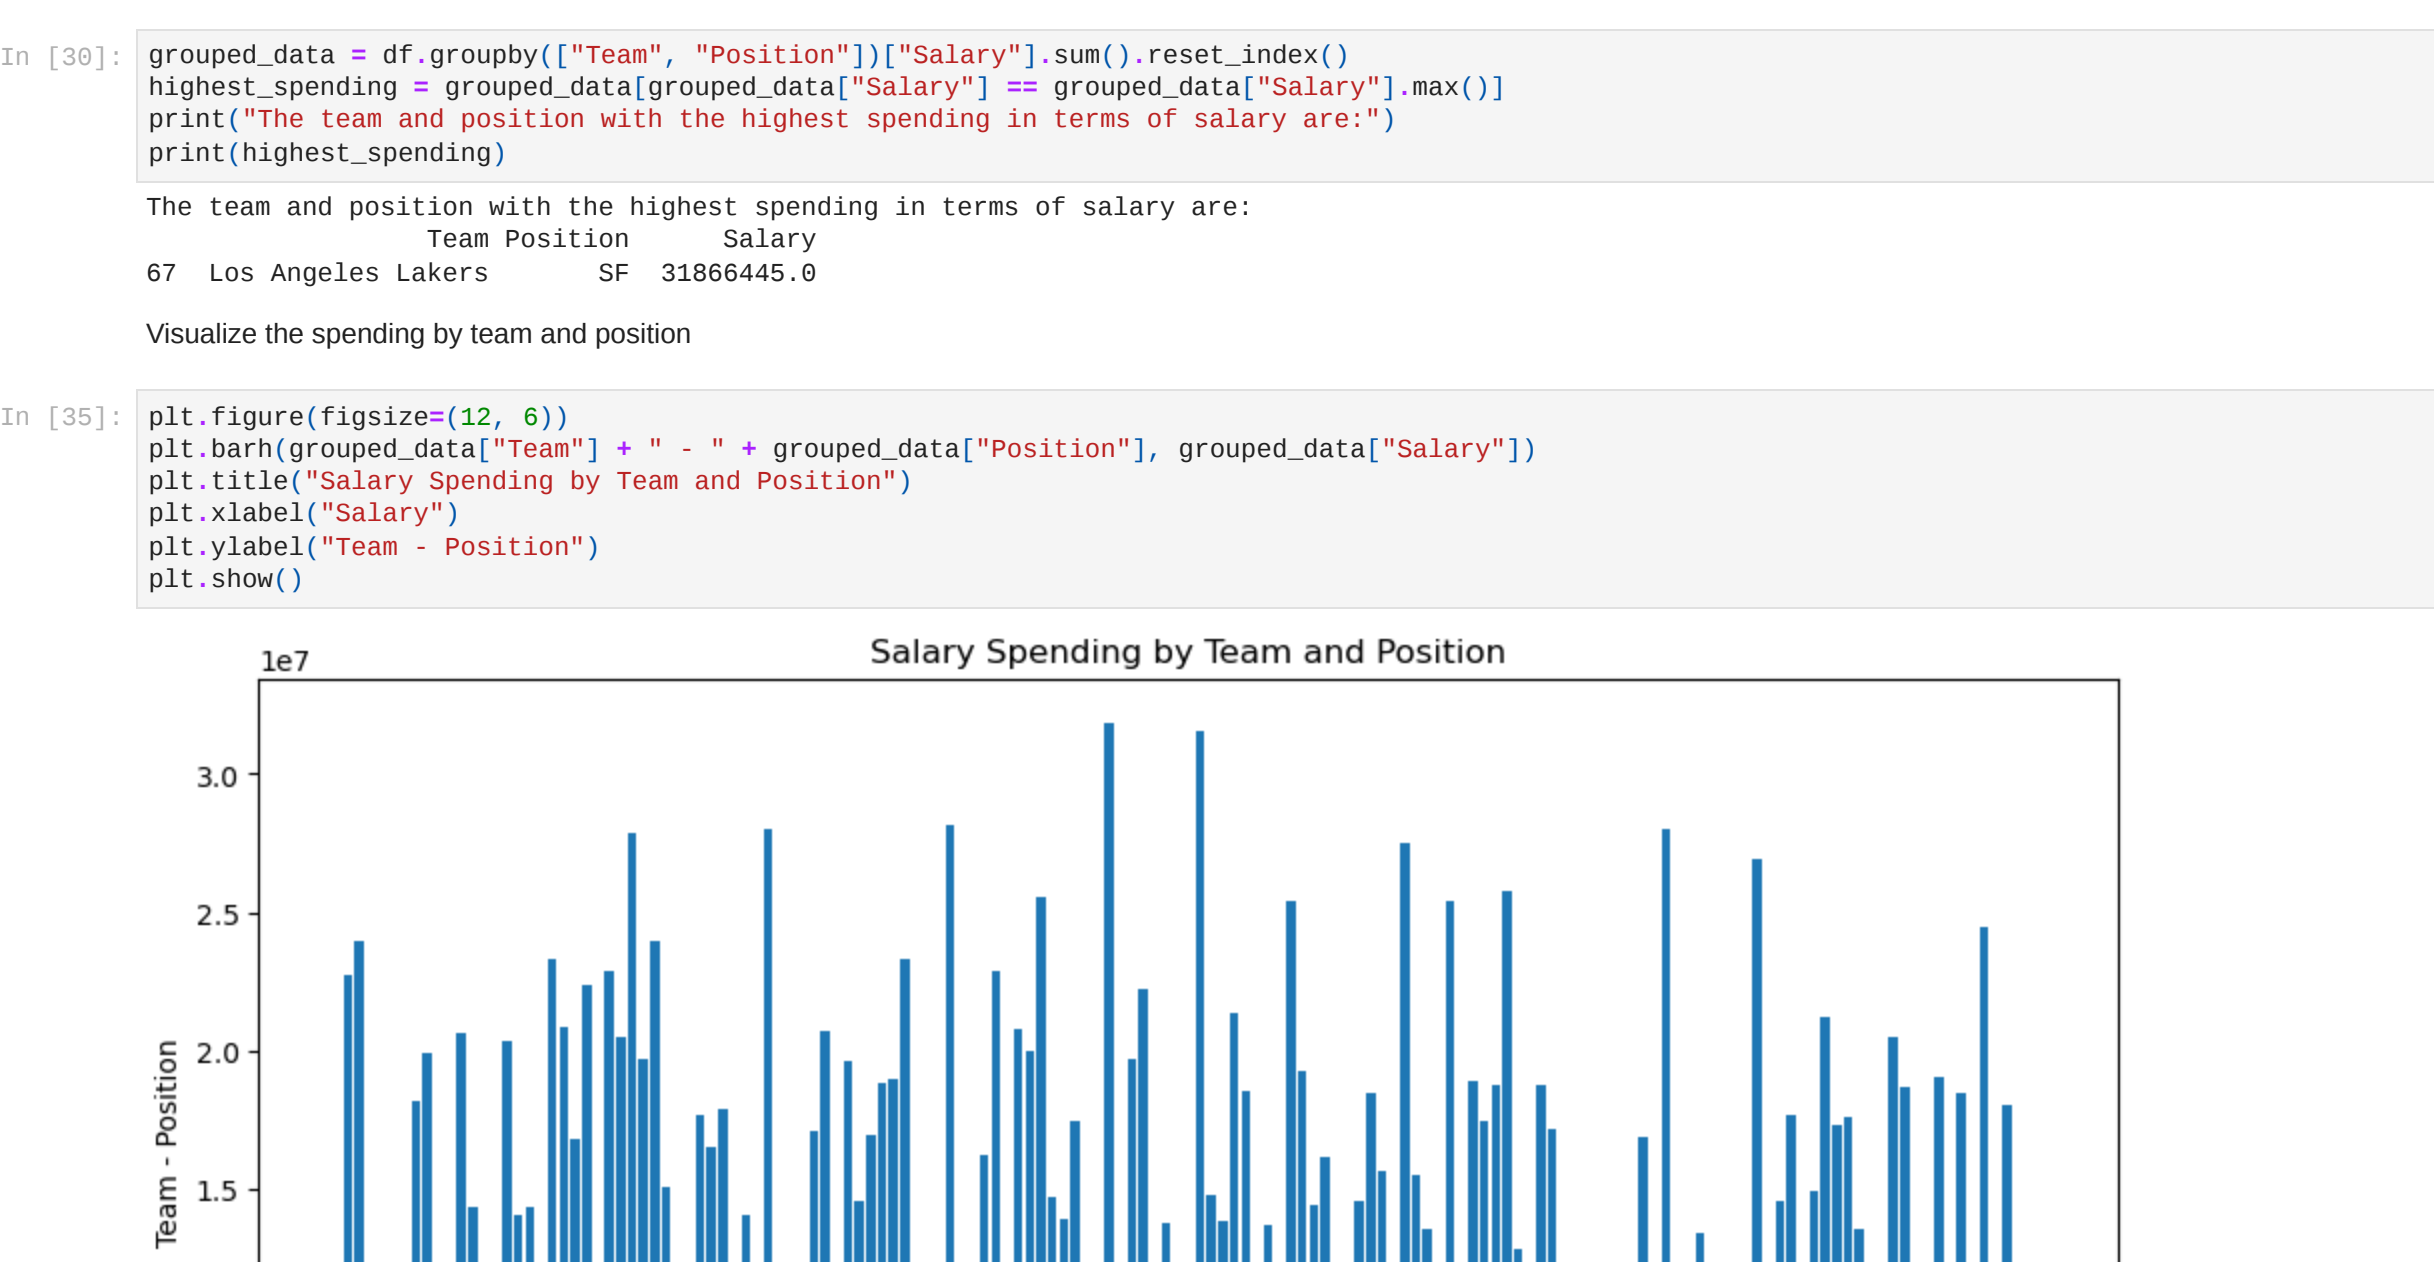 In [30]:
grouped_data = df.groupby(["Team", "Position"])["Salary"].sum().reset_index()
highest_spending = grouped_data[grouped_data["Salary"] == grouped_data["Salary"].max()]
print("The team and position with the highest spending in terms of salary are:")
print(highest_spending)
The team and position with the highest spending in terms of salary are:
Team Position Salary
67 Los Angeles Lakers SF 31866445.0
Visualize the spending by team and position
In [35]:
plt.figure(figsize=(12, 6))
plt.barh(grouped_data["Team"] + " - " + grouped_data["Position"], grouped_data["Salary"])
plt.title("Salary Spending by Team and Position")
plt.xlabel("Salary")
plt.ylabel("Team - Position")
plt.show()
Salary Spending by Team and Position
1e7
3.0
2.5
2.0
1.5
Team - Position